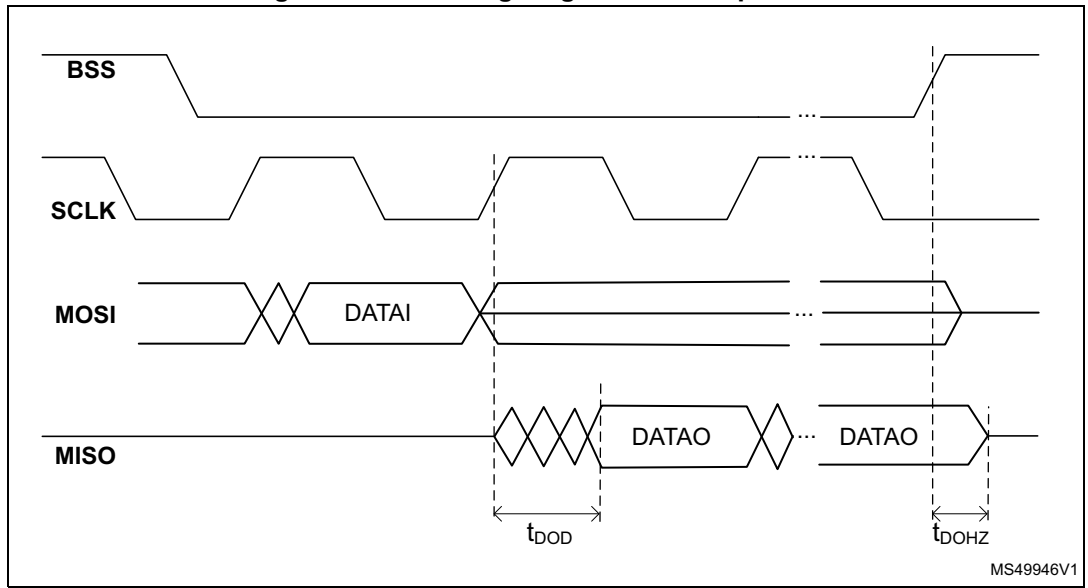 BSS
...
...
SCLK
MOSI
DATAI
...
MISO
DATAO
...
DATAO
tDOD
tDOHZ
MS49946V1